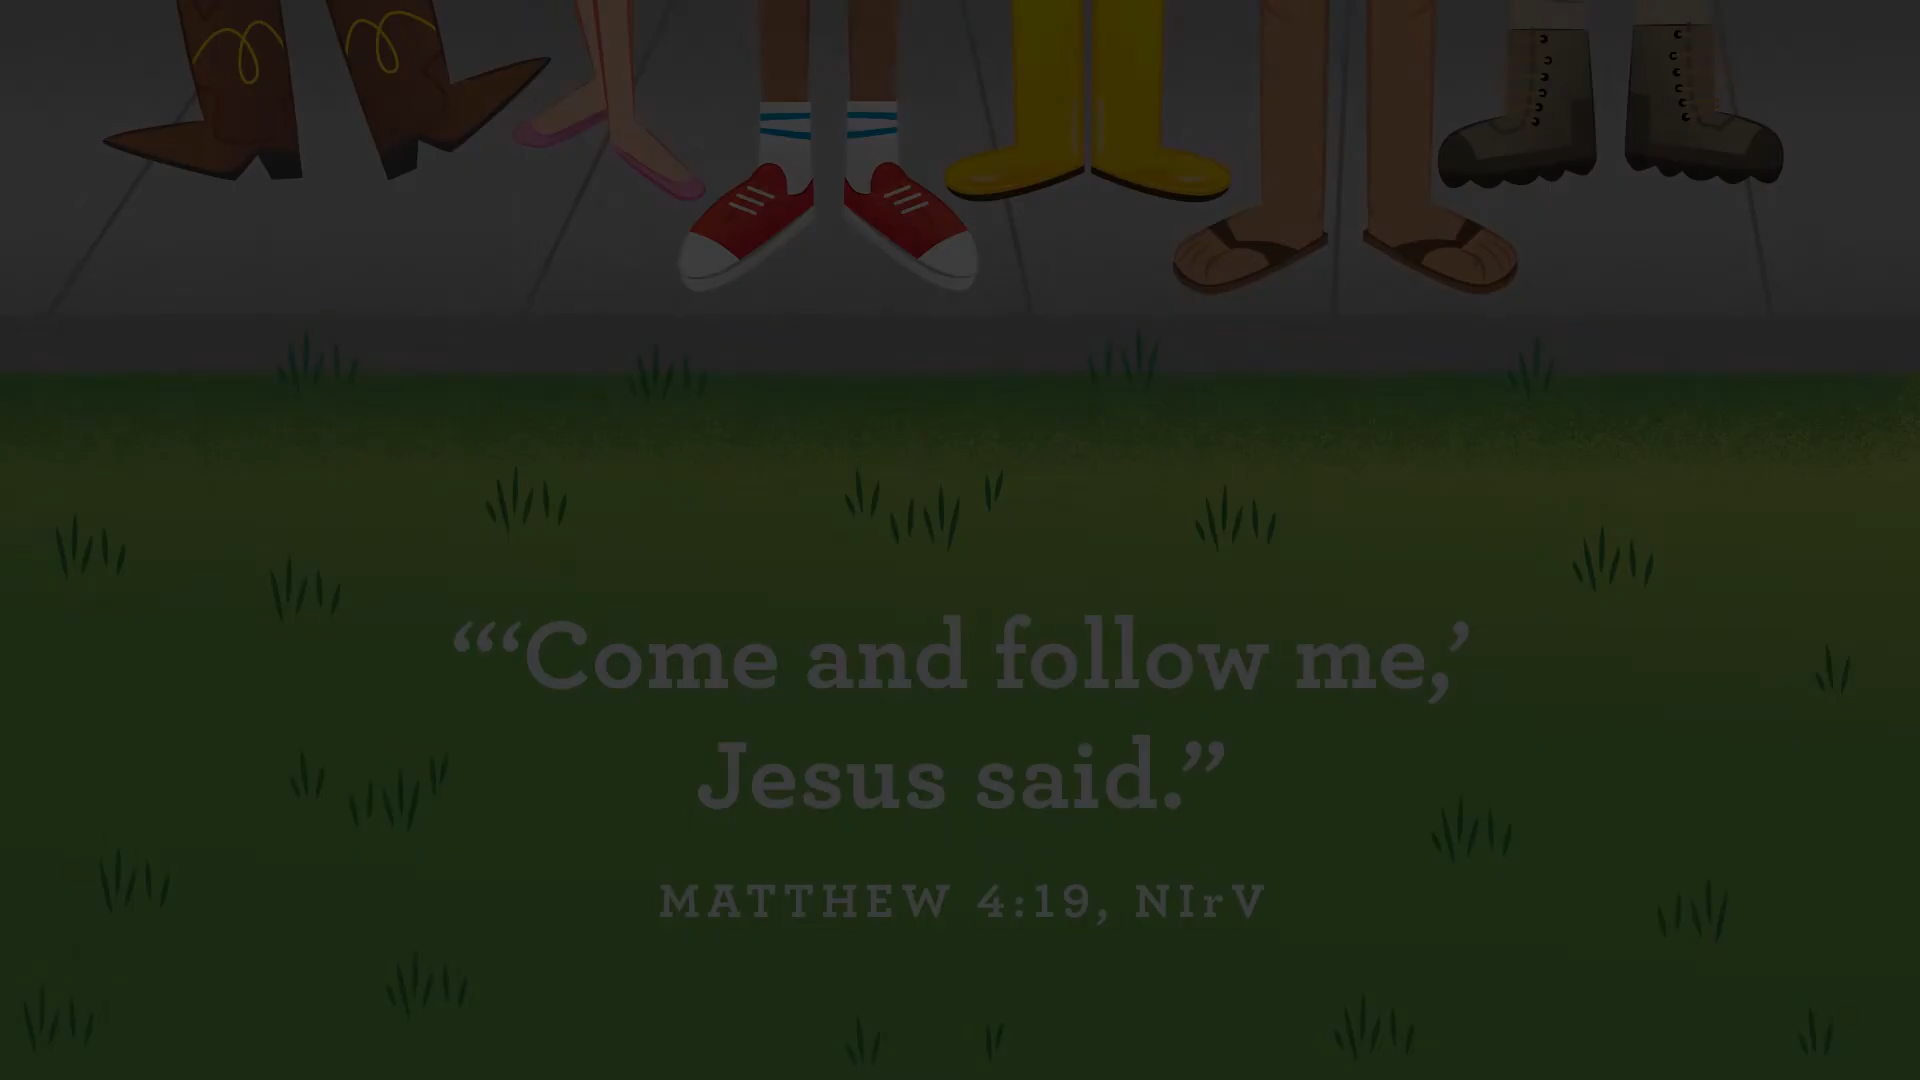 “‘Come and follow me,’
Jesus said.”
MATTHEW 4:19, NIrV